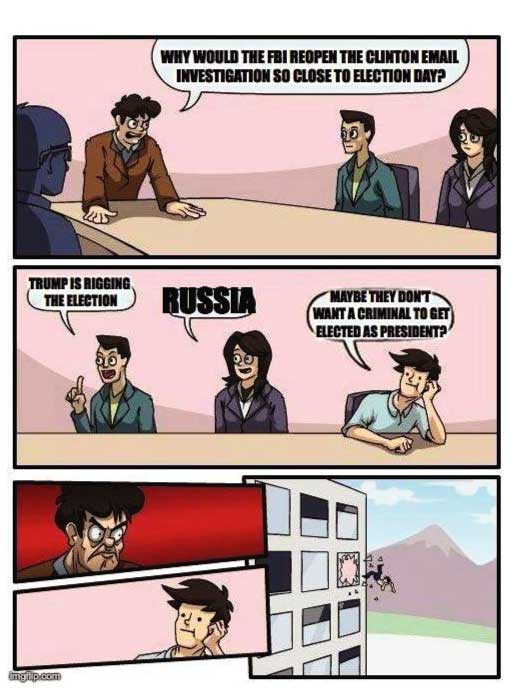 WHY WOULD THE FBI REOPEN THE CLINTON EMAIL
INVESTIGATION SO CLOSE TO ELECTION DAY?
TRUMP IS RIGGING
THE ELECTION
RUSSIA
MAYBE THEY DON'T
WANT A CRIMINAL TO GET
ELECTED AS PRESIDENT?
imgflip.com